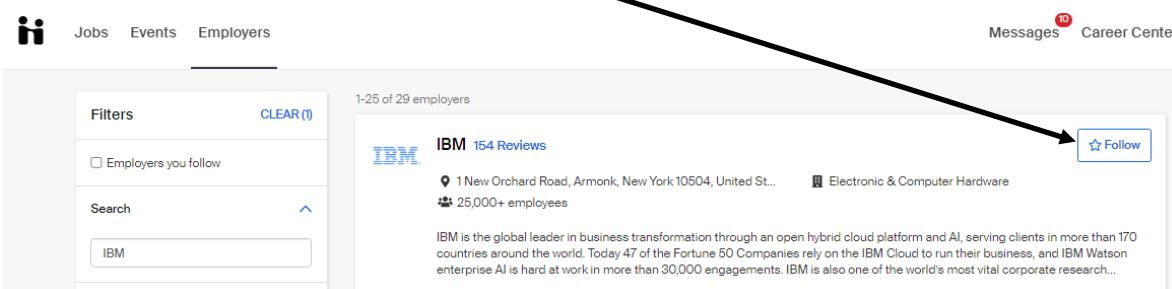 Jobs Events Employers
10
Messages Career Cente
Filters CLEAR (1)
Employers you follow
Search
IBM
1-25 of 29 employers
IBM
IBM 154 Reviews
Follow
1 New Orchard Road, Armonk, New York 10504, United St...
Electronic & Computer Hardware
25,000+ employees
IBM is the global leader in business transformation through an open hybrid cloud platform and AI, serving clients in more than 170
countries around the world. Today 47 of the Fortune 50 Companies rely on the IBM Cloud to run their business, and IBM Watson
enterprise AI is hard at work in more than 30,000 engagements. IBM is also one of the world's most vital corporate research...